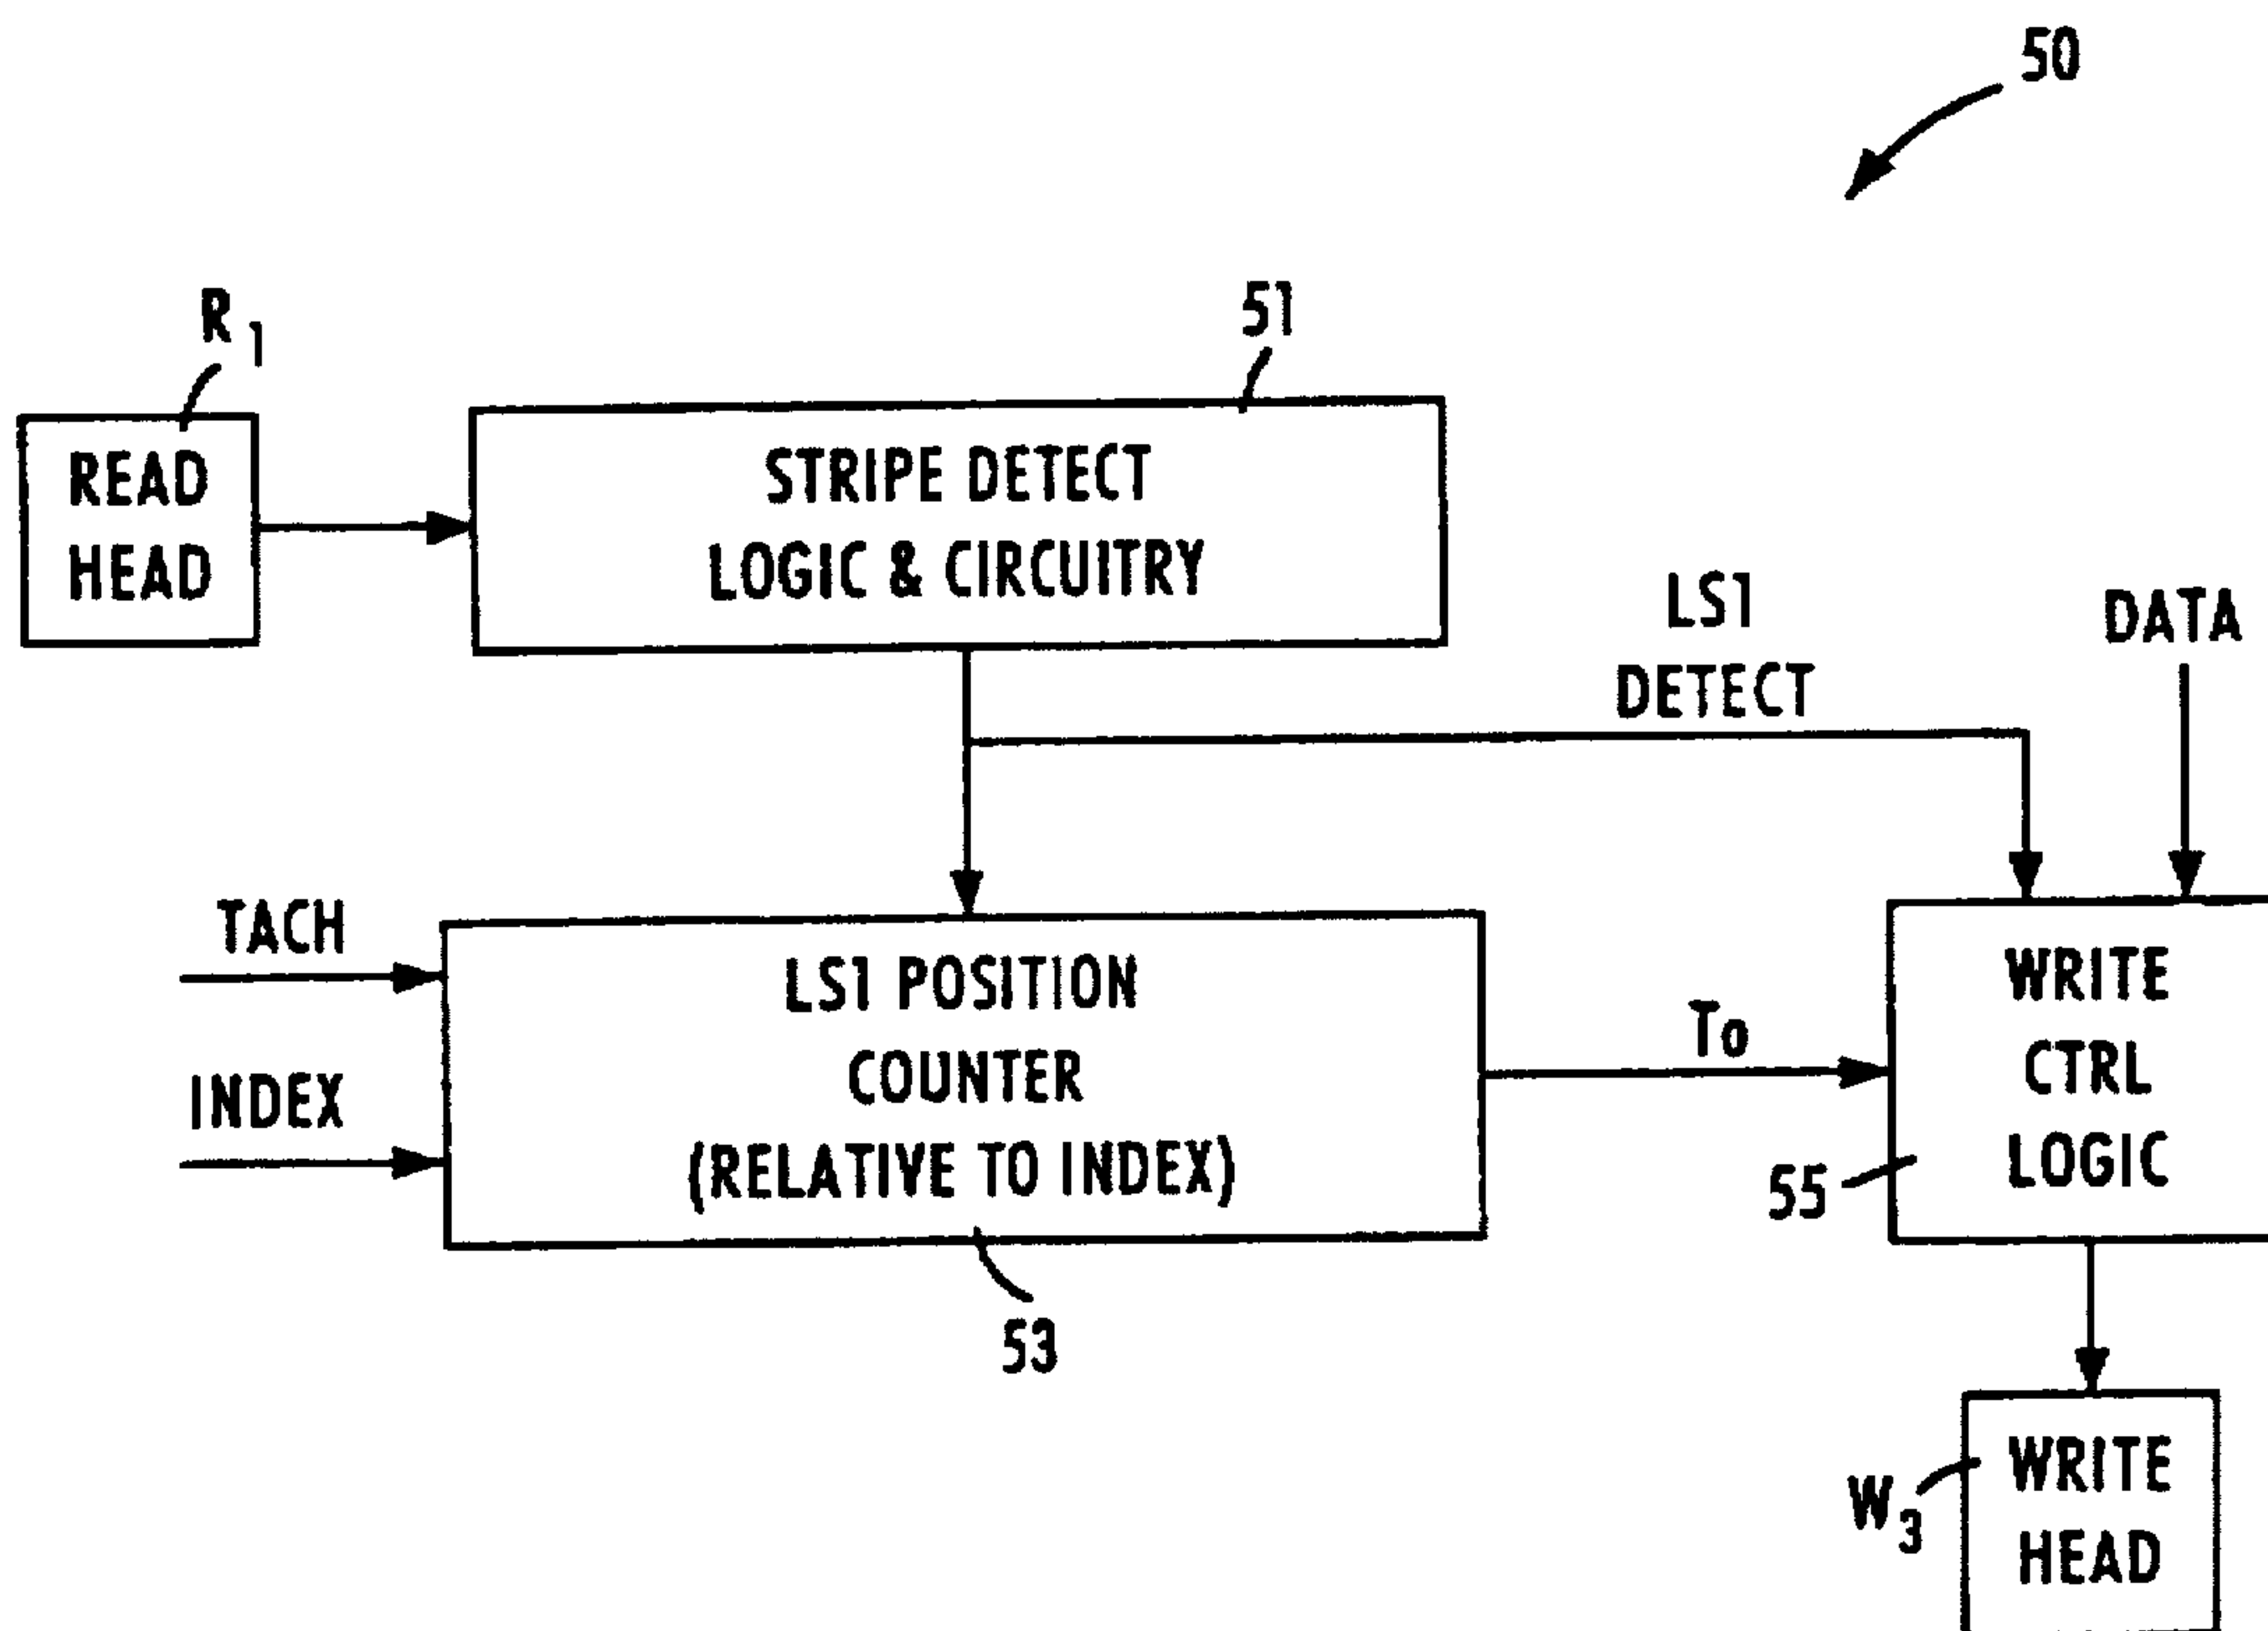 50
R1
51
READ
HEAD
STRIPE DETECT
LOGIC & CIRCUITRY
LS1
DETECT
DATA
TACH
INDEX
LS1 POSITION
COUNTER
(RELATIVE TO INDEX)
To
WRITE
CTRL
LOGIC
55
53
W3
WRITE
HEAD